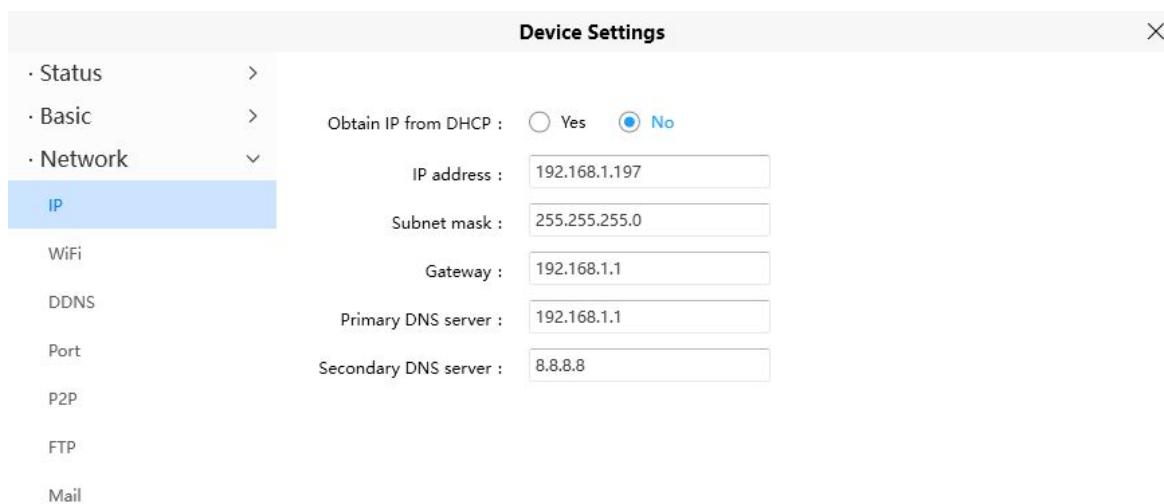 Device Settings
· Status
· Basic
· Network
IP
WiFi
DDNS
Port
P2P
FTP
Mail
Obtain IP from DHCP : Yes No
IP address : 192.168.1.197
Subnet mask : 255.255.255.0
Gateway : 192.168.1.1
Primary DNS server : 192.168.1.1
Secondary DNS server : 8.8.8.8